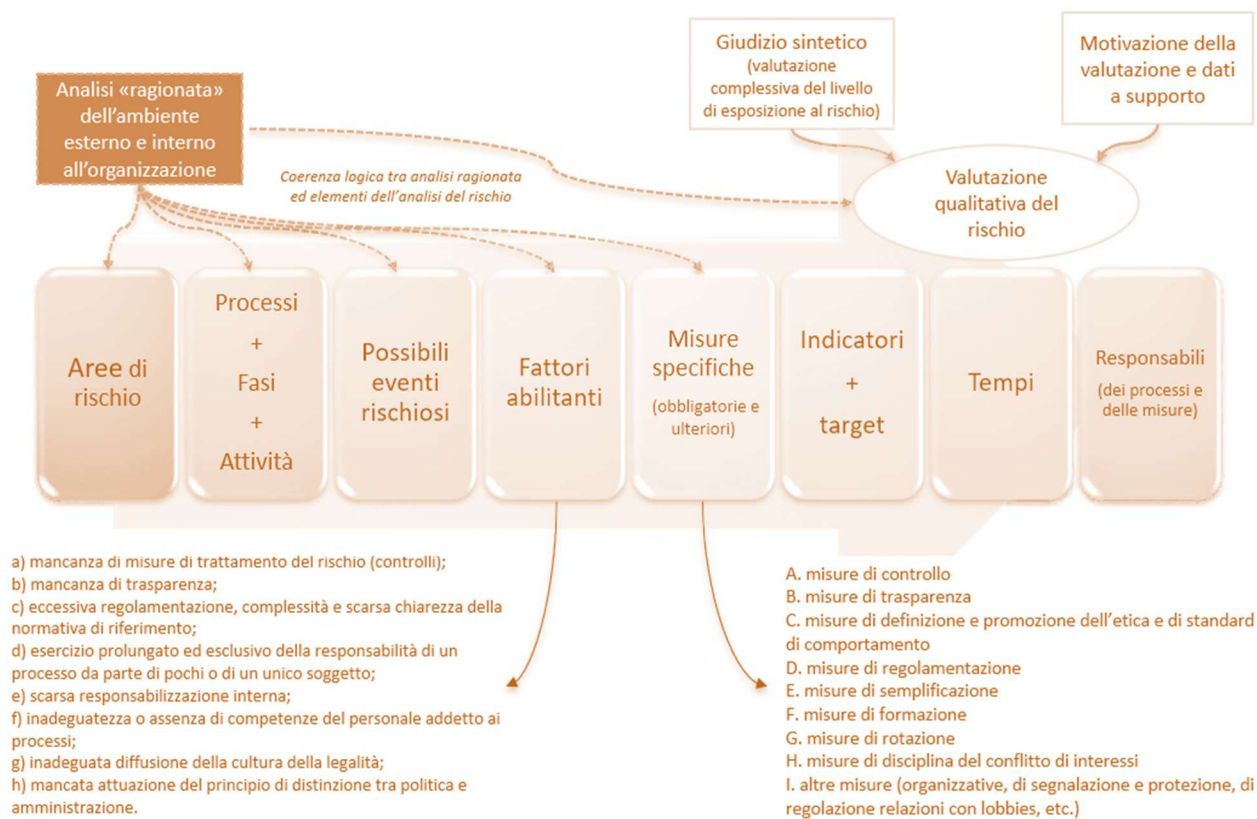 Giudizio sintetico
(valutazione
complessiva del livello
di esposizione al rischio)
Motivazione della
valutazione e dati
a supporto
Analisi «ragionata»
dell’ambiente
esterno e interno
all’organizzazione
Coerenza logica tra analisi ragionata
ed elementi dell’analisi del rischio
Valutazione
qualitativa del
rischio
Aree di
rischio
Processi
+
Fasi
+
Attività
Possibili
eventi
rischiosi
Fattori
abilitanti
Misure
specifiche
(obbligatorie e
ulteriori)
Indicatori
+
target
Tempi
Responsabili
(dei processi e
delle misure)
a) mancanza di misure di trattamento del rischio (controlli);
b) mancanza di trasparenza;
c) eccessiva regolamentazione, complessità e scarsa chiarezza della
normativa di riferimento;
d) esercizio prolungato ed esclusivo della responsabilità di un
processo da parte di pochi o di un unico soggetto;
e) scarsa responsabilizzazione interna;
f) inadeguatezza o assenza di competenze del personale addetto ai
processi;
g) inadeguata diffusione della cultura della legalità;
h) mancata attuazione del principio di distinzione tra politica e
amministrazione.
A. misure di controllo
B. misure di trasparenza
C. misure di definizione e promozione dell’etica e di standard
di comportamento
D. misure di regolamentazione
E. misure di semplificazione
F. misure di formazione
G. misure di rotazione
H. misure di disciplina del conflitto di interessi
I. altre misure (organizzative, di segnalazione e protezione, di
regolazione relazioni con lobbies, etc.)